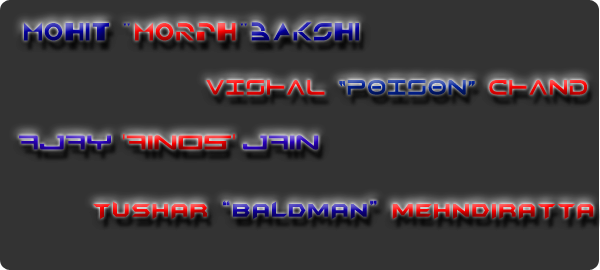 MOHIT "MORPH" BAKSHI
VISHAL "POISON" CHAND
AJAY "AINOS" JAIN
TUSHAR "BALDMAN" MEHNDIRATTA